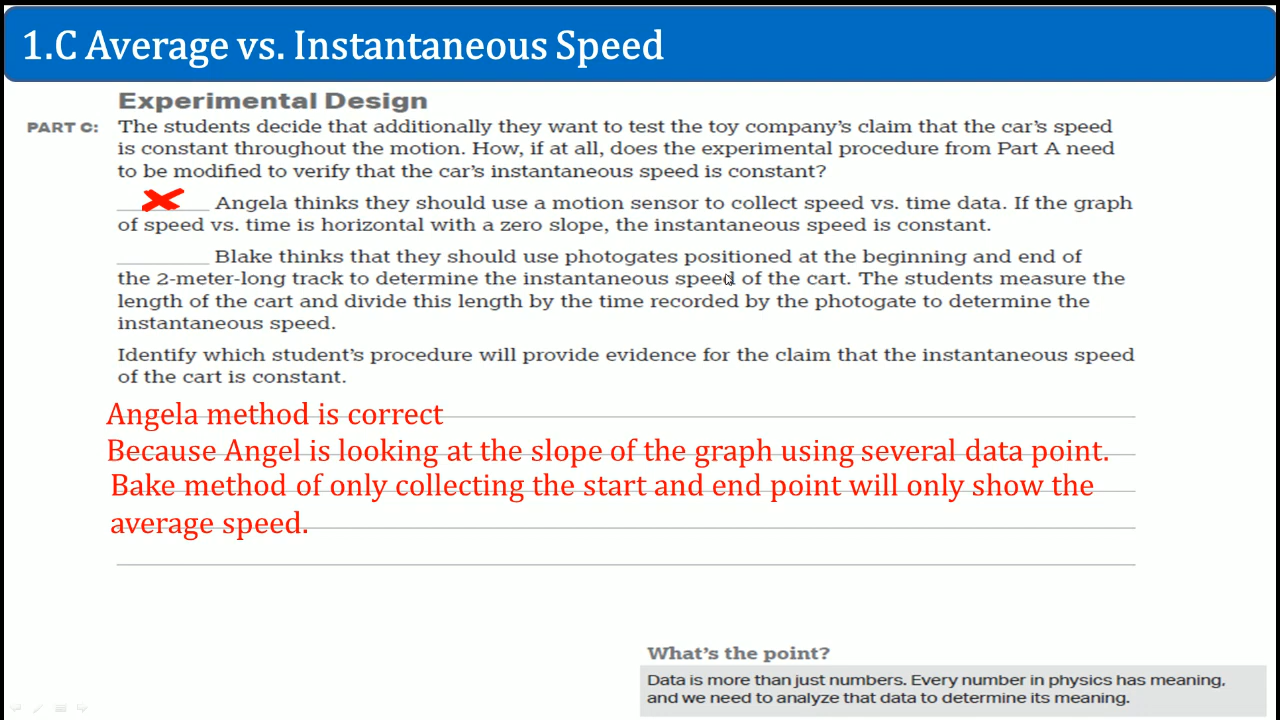 1.C Average vs. Instantaneous Speed
Experimental Design
PART C: The students decide that additionally they want to test the toy company's claim that the car's speed
is constant throughout the motion. How, if at all, does the experimental procedure from Part A need
to be modified to verify that the car's instantaneous speed is constant?
Angela thinks they should use a motion sensor to collect speed vs. time data. If the graph
of speed vs. time is horizontal with a zero slope, the instantaneous speed is constant.
Blake thinks that they should use photogates positioned at the beginning and end of
the 2-meter-long track to determine the instantaneous speed of the cart. The students measure the
length of the cart and divide this length by the time recorded by the photogate to determine the
instantaneous speed.
Identify which student's procedure will provide evidence for the claim that the instantaneous speed
of the cart is constant.
Angela method is correct
Because Angel is looking at the slope of the graph using several data point.
Bake method of only collecting the start and end point will only show the
average speed.
What's the point?
Data is more than just numbers. Every number in physics has meaning,
and we need to analyze that data to determine its meaning.